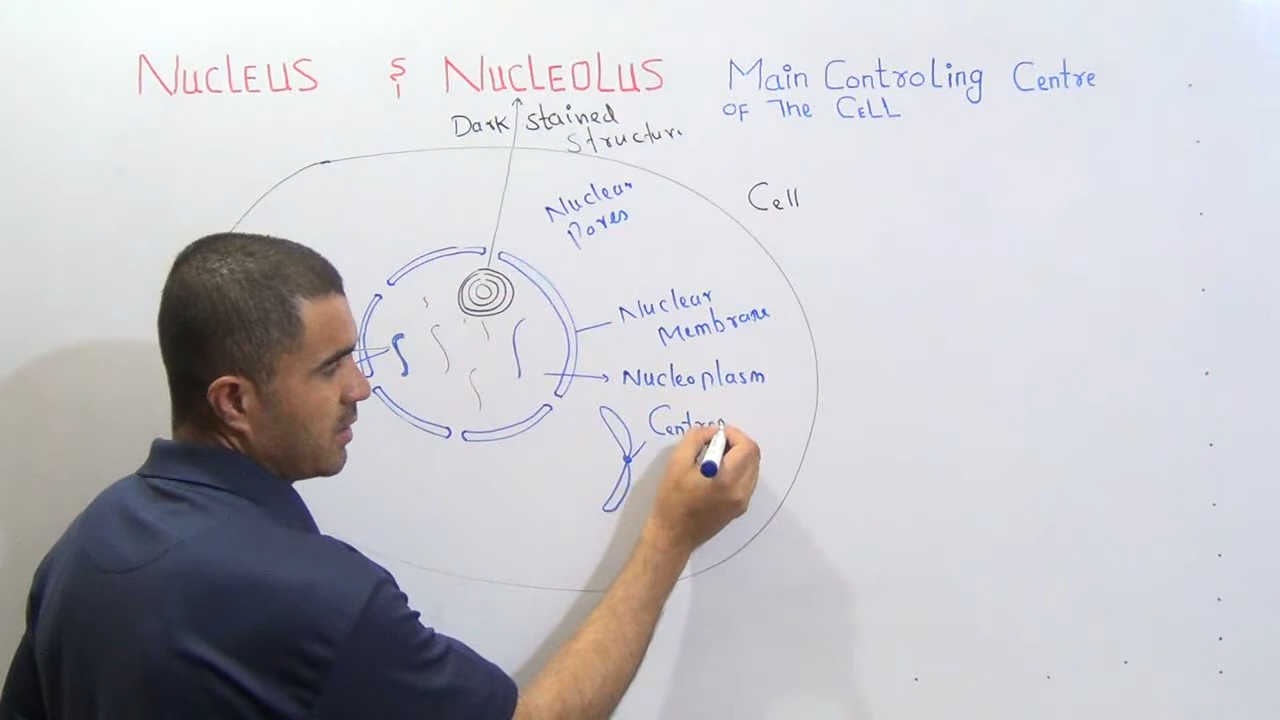 NUCLEUS & NUCLEOLUS
Main Controling Centre
OF The CELL
Dark stained
structure
Cell
Nuclear
Pores
Nuclear
Membrane
Nucleoplasm